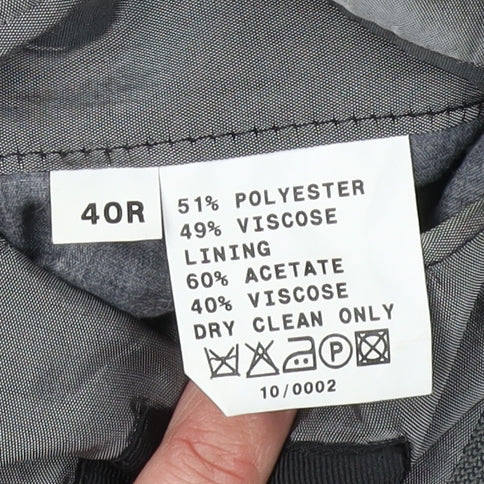 40R
51% POLYESTER
49% VISCOSE
LINING
60% ACETATE
40% VISCOSE
DRY CLEAN ONLY
P
10/0002